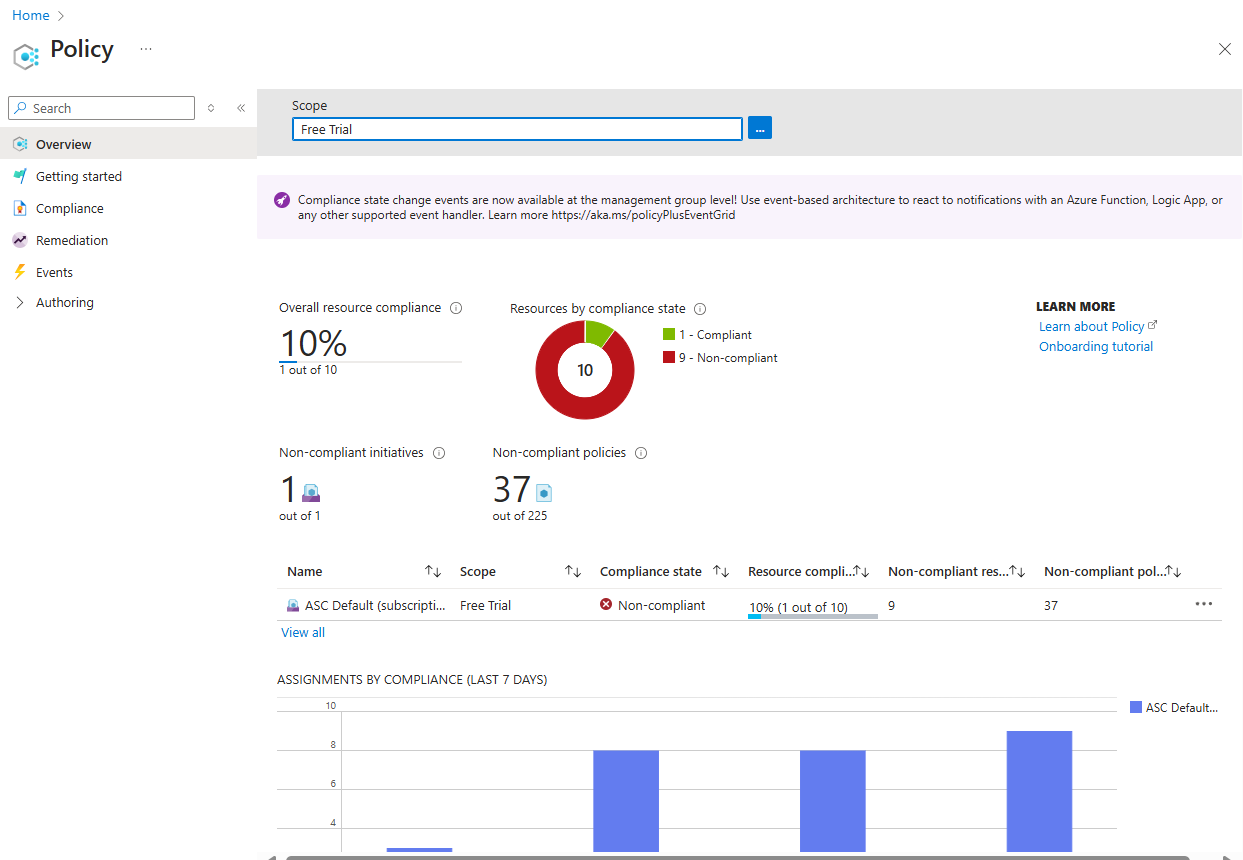 Home
Policy
Search
Overview
Getting started
Compliance
Remediation
Events
Authoring
Scope
Free Trial
...
Compliance state change events are now available at the management group level! Use event-based architecture to react to notifications with an Azure Function, Logic App, or
any other supported event handler. Learn more https://aka.ms/policyPlusEventGrid
Overall resource compliance
10%
1 out of 10
Resources by compliance state
10
1 - Compliant
9 - Non-compliant
LEARN MORE
Learn about Policy
Onboarding tutorial
Non-compliant initiatives
1
out of 1
Non-compliant policies
37
out of 225
Name Scope Compliance state Resource compli... Non-compliant res... Non-compliant pol...
ASC Default (subscripti... Free Trial Non-compliant 10% (1 out of 10) 9 37
View all
ASSIGNMENTS BY COMPLIANCE (LAST 7 DAYS)
10
8
6
4
ASC Default...